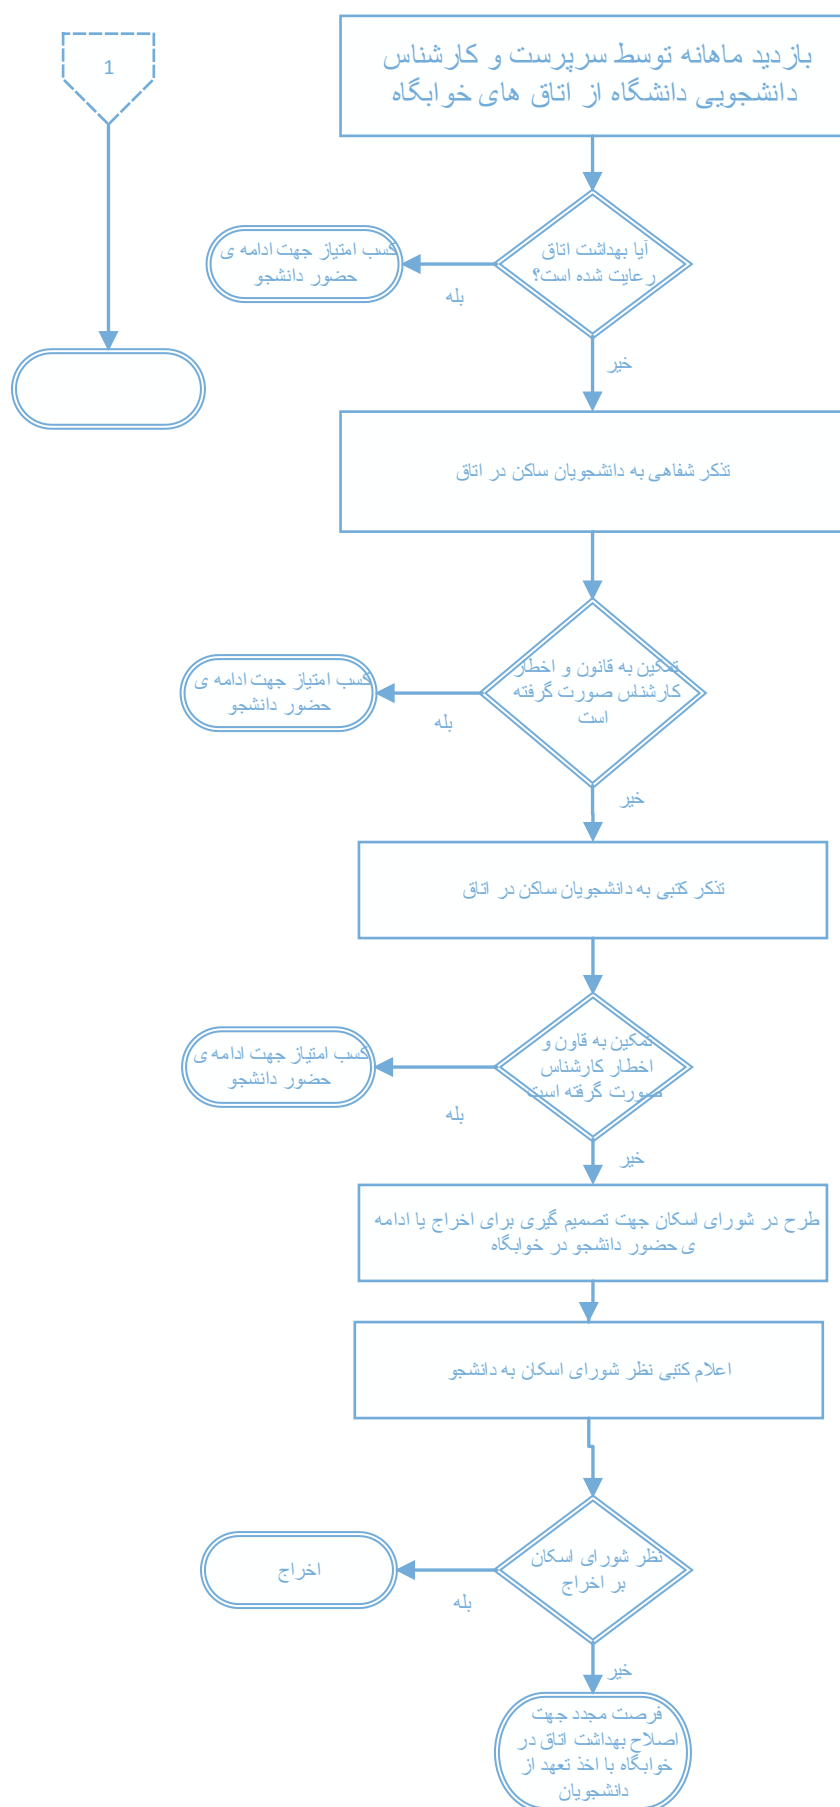 1
بازدید ماهانه توسط سرپرست و کارشناس
دانشجویی دانشگاه از اتاق های خوابگاه
آیا بهداشت اتاق
رعایت شده است؟
کسب امتیاز جهت ادامه ی
حضور دانشجو
بله
خیر
تذکر شفاهی به دانشجویان ساکن در اتاق
تمکین به قانون و اخطار
کارشناس صورت گرفته
است
کسب امتیاز جهت ادامه ی
حضور دانشجو
بله
خیر
تذکر کتبی به دانشجویان ساکن در اتاق
تمکین به قاون و
اخطار کارشناس
صورت گرفته است
کسب امتیاز جهت ادامه ی
حضور دانشجو
بله
خیر
طرح در شورای اسکان جهت تصمیم گیری برای اخراج یا ادامه
ی حضور دانشجو در خوابگاه
اعلام کتبی نظر شورای اسکان به دانشجو
نظر شورای اسکان
بر اخراج
اخراج
بله
خیر
فرصت مجدد جهت
اصلاح بهداشت اتاق در
خوابگاه با اخذ تعهد از
دانشجویان